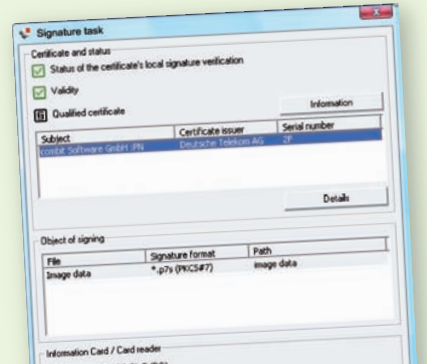 Signature task
Certificate and status
Status of the certificate's local signature verification
Validity
Qualified certificate
Information
Subject Certificate issuer Serial number
combit Software GmbH :PN Deutsche Telekom AG 2F
Details
Object of signing
File Signature format Path
Image data *.p7s (PKCS#7) image data
Information Card / Card reader